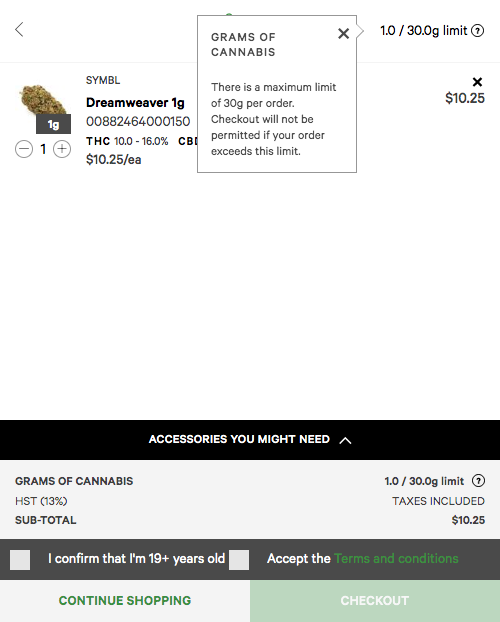 GRAMS OF
CANNABIS
1.0 / 30.0g limit ?
There is a maximum limit
of 30g per order.
Checkout will not be
permitted if your order
exceeds this limit.
SYMBL
Dreamweaver 1g
00882464000150
THC 10.0 - 16.0% CBD
$10.25/ea
1g
1
$10.25
ACCESSORIES YOU MIGHT NEED
GRAMS OF CANNABIS 1.0 / 30.0g limit ?
HST (13%) TAXES INCLUDED
SUB-TOTAL $10.25
I confirm that I'm 19+ years old Accept the Terms and conditions
CONTINUE SHOPPING CHECKOUT